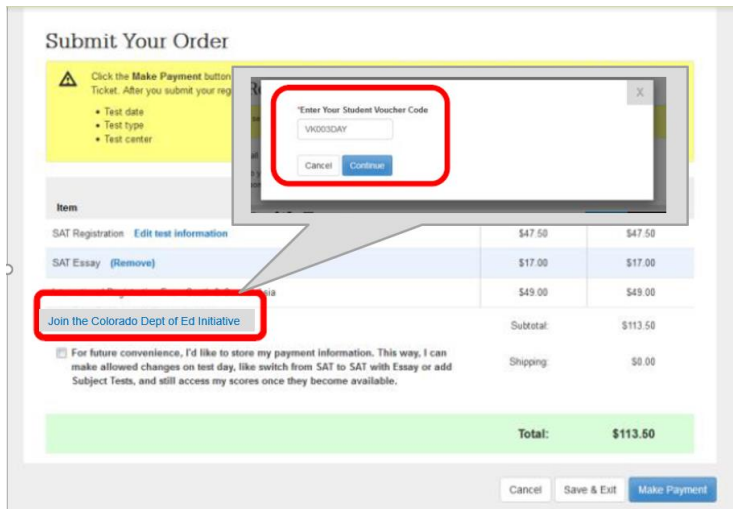 Submit Your Order
Click the Make Payment button
Ticket. After you submit your reg
• Test date
• Test type
• Test center
X
*Enter Your Student Voucher Code
VK003DAY
Cancel Continue
Item
SAT Registration Edit test information $47.50 $47.50
SAT Essay (Remove) $17.00 $17.00
$49.00 $49.00
Join the Colorado Dept of Ed Initiative
Subtotal: $113.50
For future convenience, I'd like to store my payment information. This way, I can
make allowed changes on test day, like switch from SAT to SAT with Essay or add
Subject Tests, and still access my scores once they become available.
Shipping: $0.00
Total: $113.50
Cancel Save & Exit Make Payment